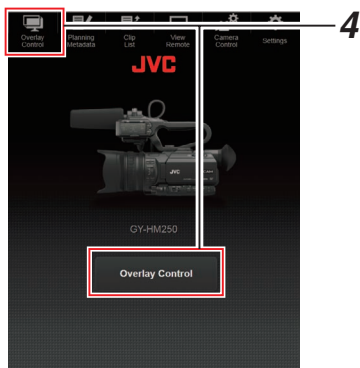 Overlay Control
Planning Metadata
Clip List
View Remote
Camera Control
Settings
4
JVC
JVC
GY-HM250
Overlay Control